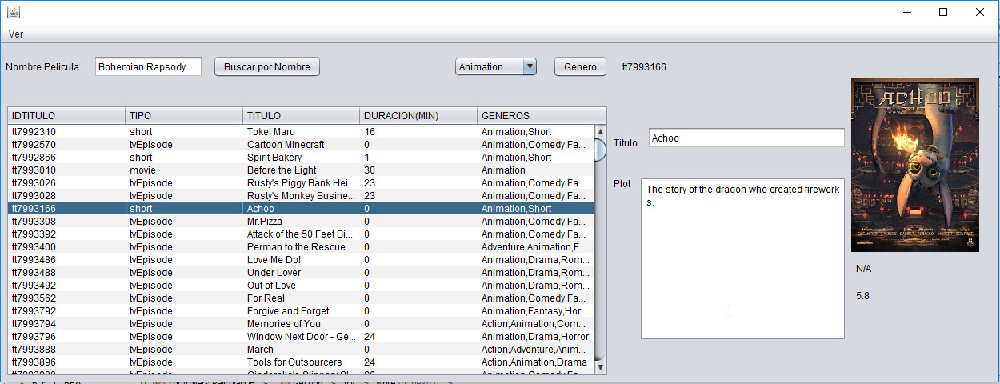 Ver
Nombre Pelicula Bohemian Rapsody Buscar por Nombre Animation Genero tt7993166
IDTITULO TIPO TITULO DURACION(MIN) GENEROS
tt7992310 short Tokei Maru 16 Animation,Short
tt7992570 tvEpisode Cartoon Minecraft 0 Animation,Comedy,Fa...
tt7992866 short Spirit Bakery 1 Animation,Short
tt7993010 movie Before the Light 30 Animation
tt7993026 tvEpisode Rusty's Piggy Bank Hei... 23 Animation,Comedy,Fa...
tt7993028 tvEpisode Rusty's Monkey Busine... 23 Animation,Comedy,Fa...
tt7993166 short Achoo 0 Animation,Short
tt7993308 tvEpisode Mr.Pizza 0 Animation,Comedy,Fa...
tt7993392 tvEpisode Attack of the 50 Feet Bi... 0 Animation,Comedy,Fa...
tt7993400 tvEpisode Perman to the Rescue 0 Adventure,Animation,F...
tt7993486 tvEpisode Love Me Do! 0 Animation,Drama,Rom...
tt7993488 tvEpisode Under Lover 0 Animation,Drama,Rom...
tt7993492 tvEpisode Out of Love 0 Animation,Drama,Rom...
tt7993562 tvEpisode For Real 0 Animation,Comedy,Fa...
tt7993792 tvEpisode Forgive and Forget 0 Animation,Fantasy,Hor...
tt7993794 tvEpisode Memories of You 0 Action,Animation,Com...
tt7993796 tvEpisode Window Next Door - Ge... 24 Animation,Drama,Horror
tt7993888 tvEpisode March 0 Action,Adventure,Anim...
tt7993896 tvEpisode Tools for Outsourcers 24 Action,Animation,Drama
tvEpisode Cinderella's Slippery Sl... 26 Animation,Comedy,Fa...
Titulo Achoo
Plot The story of the dragon who created firework
s.
ACHOO
N/A
5.8